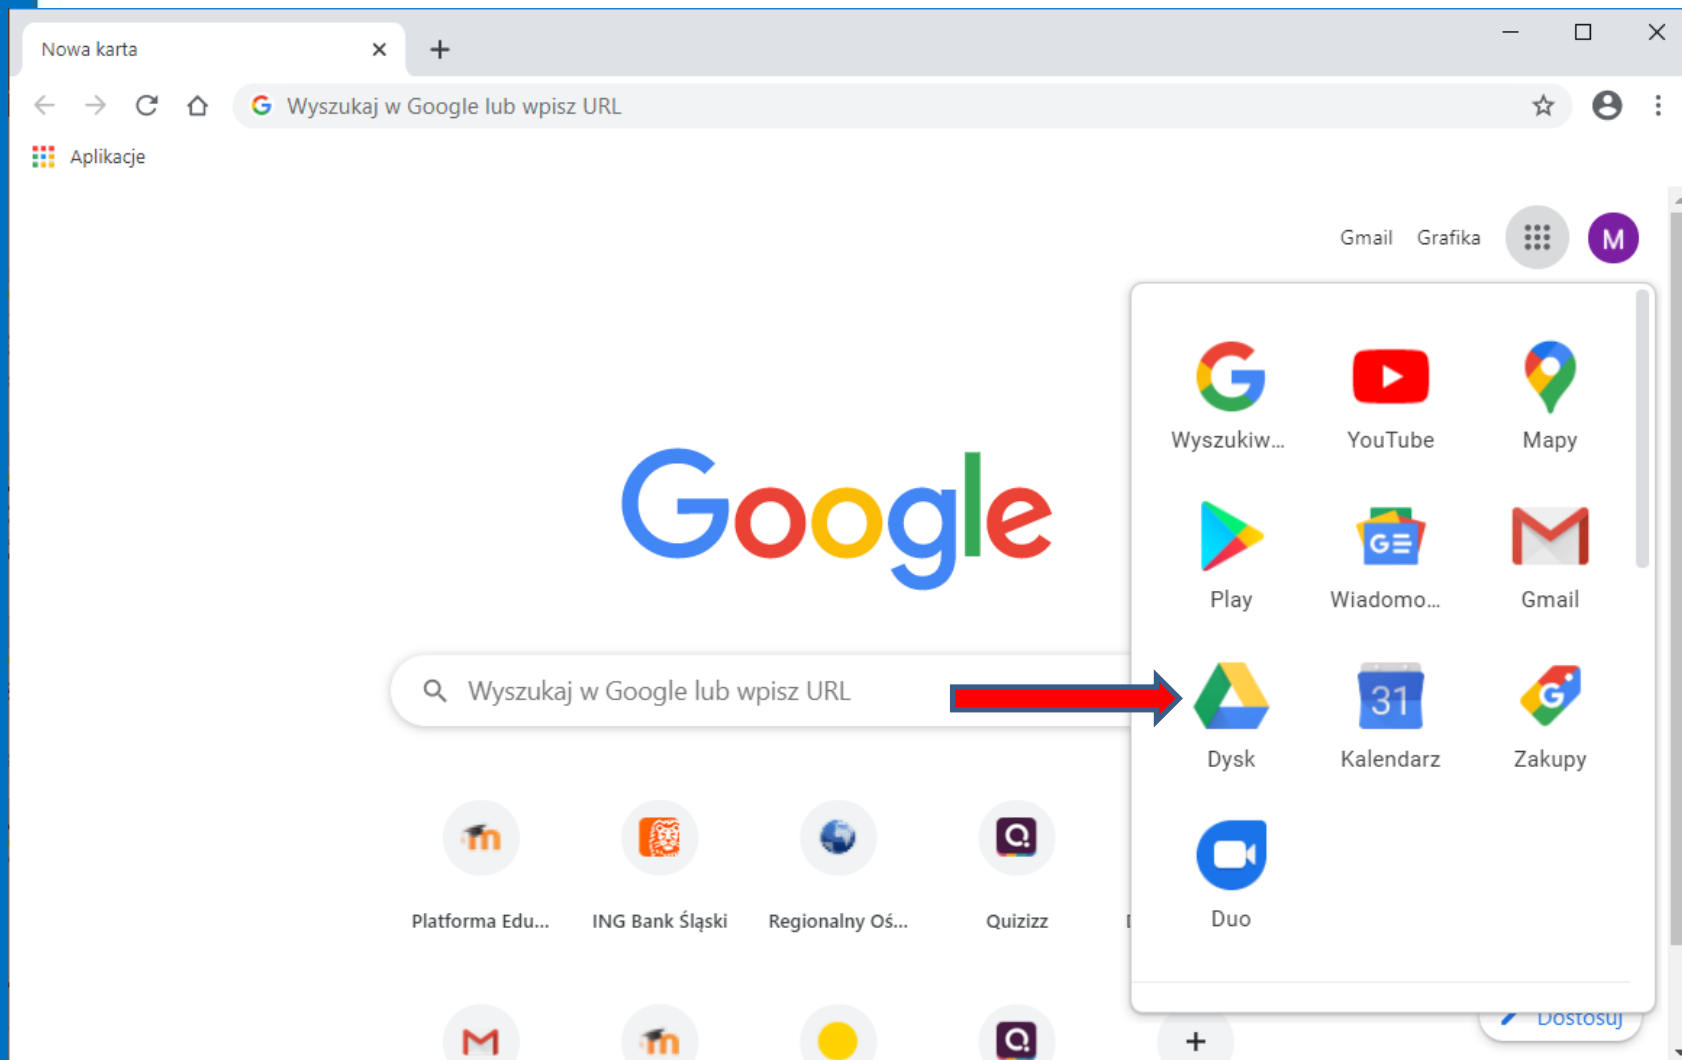 Nowa karta
Wyszukaj w Google lub wpisz URL
Aplikacje
Gmail Grafika M
Wyszukiw... YouTube Mapy
Play Wiadomo... Gmail
Dysk Kalendarz Zakupy
Duo
Google
Wyszukaj w Google lub wpisz URL
31
Platforma Edu... ING Bank Śląski Regionalny Oś... Quizizz
Dostosuj